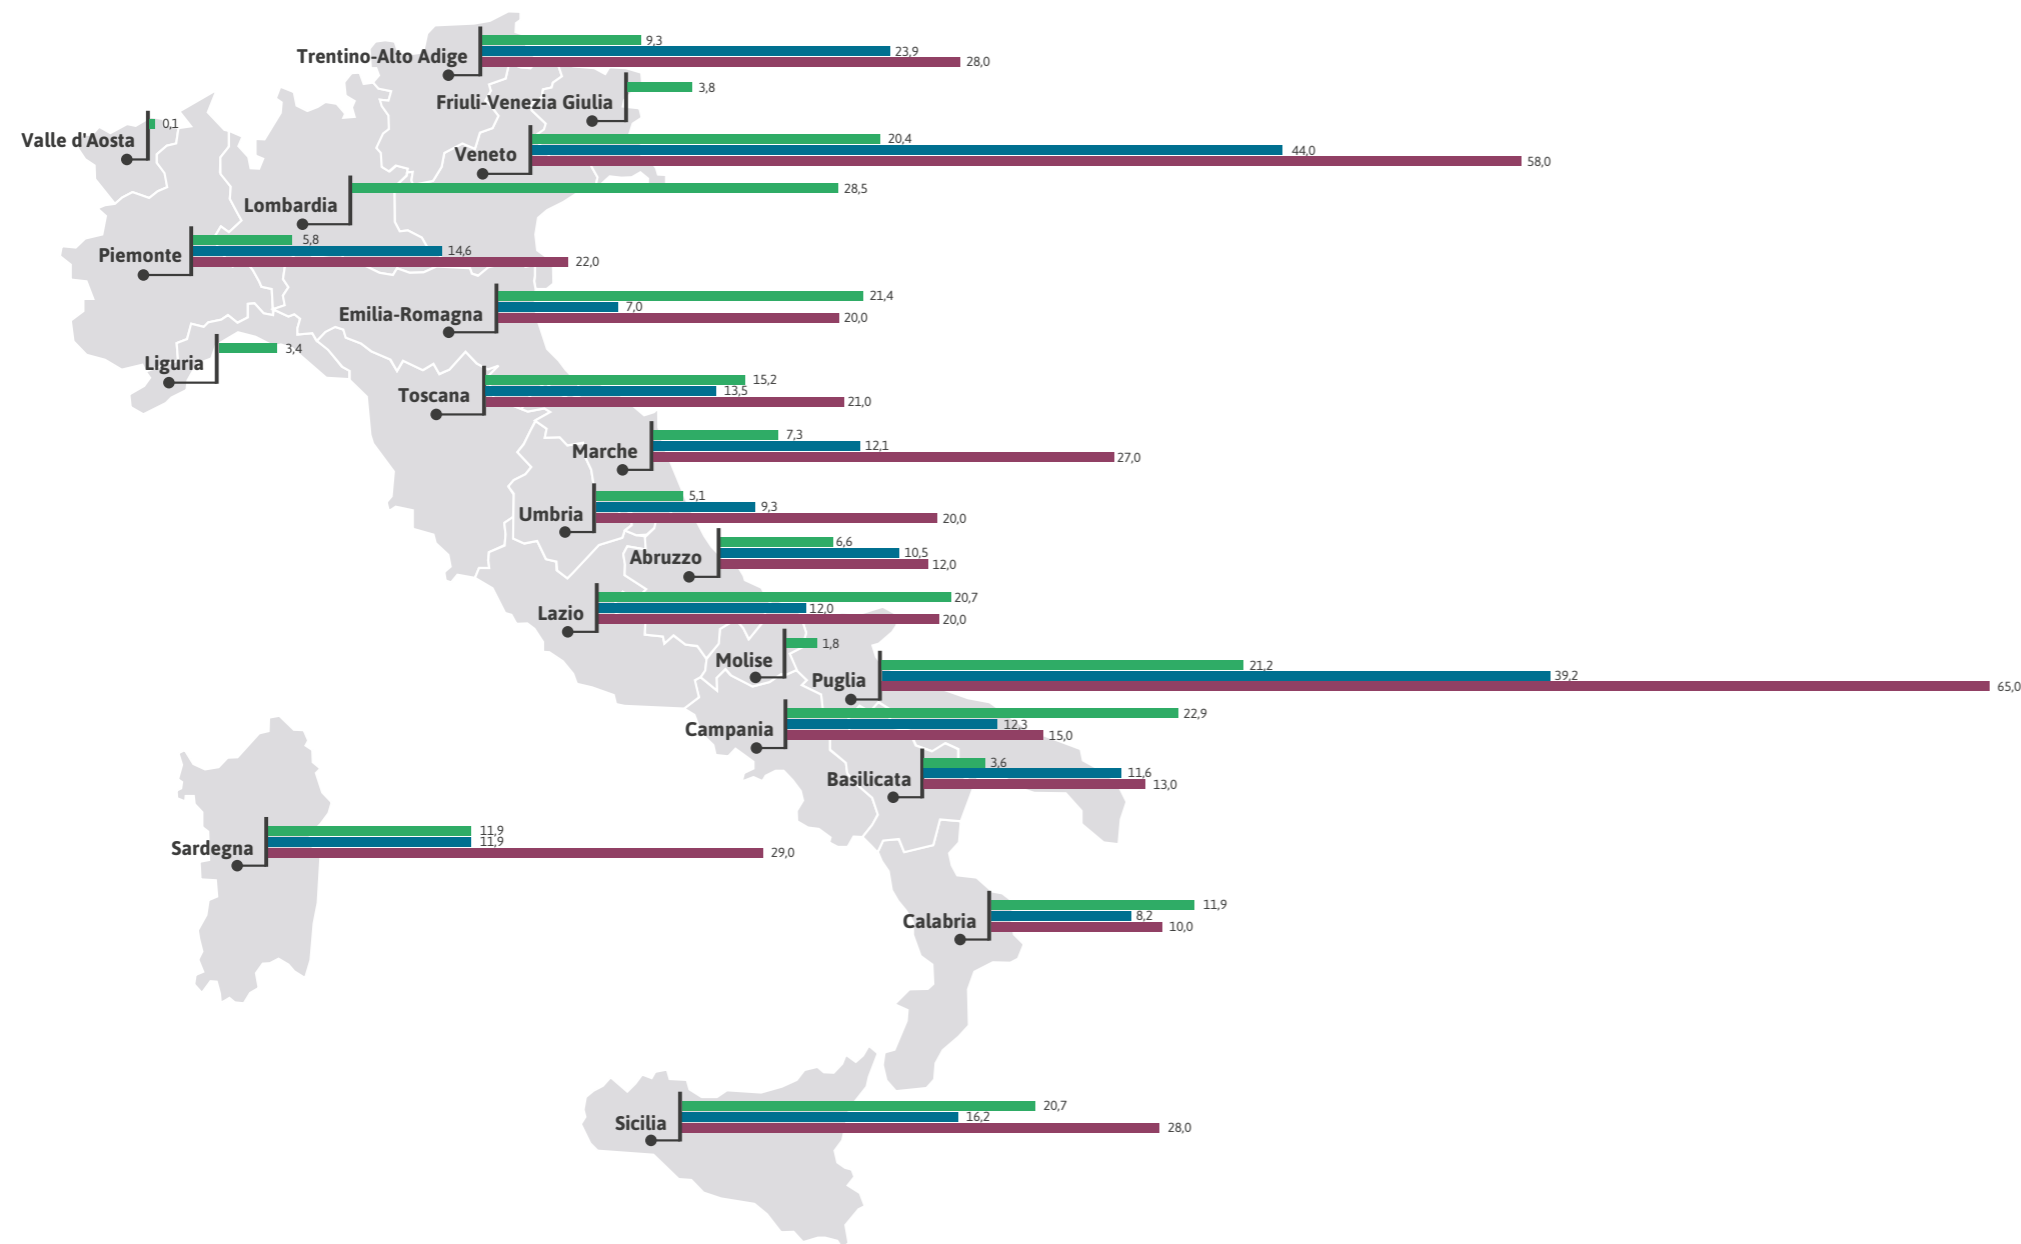 Trentino-Alto Adige
9,3
23,9
28,0
Friuli-Venezia Giulia
3,8
Valle d'Aosta
0,1
Veneto
20,4
44,0
58,0
Lombardia
28,5
Piemonte
5,8
14,6
22,0
Emilia-Romagna
21,4
7,0
20,0
Liguria
3,4
Toscana
15,2
13,5
21,0
Marche
7,3
12,1
27,0
Umbria
5,1
9,3
20,0
Abruzzo
6,6
10,5
12,0
Lazio
20,7
12,0
20,0
Molise
1,8
Puglia
21,2
39,2
65,0
Campania
22,9
12,3
15,0
Basilicata
3,6
11,6
13,0
Sardegna
11,9
11,9
29,0
Calabria
11,9
8,2
10,0
Sicilia
20,7
16,2
28,0